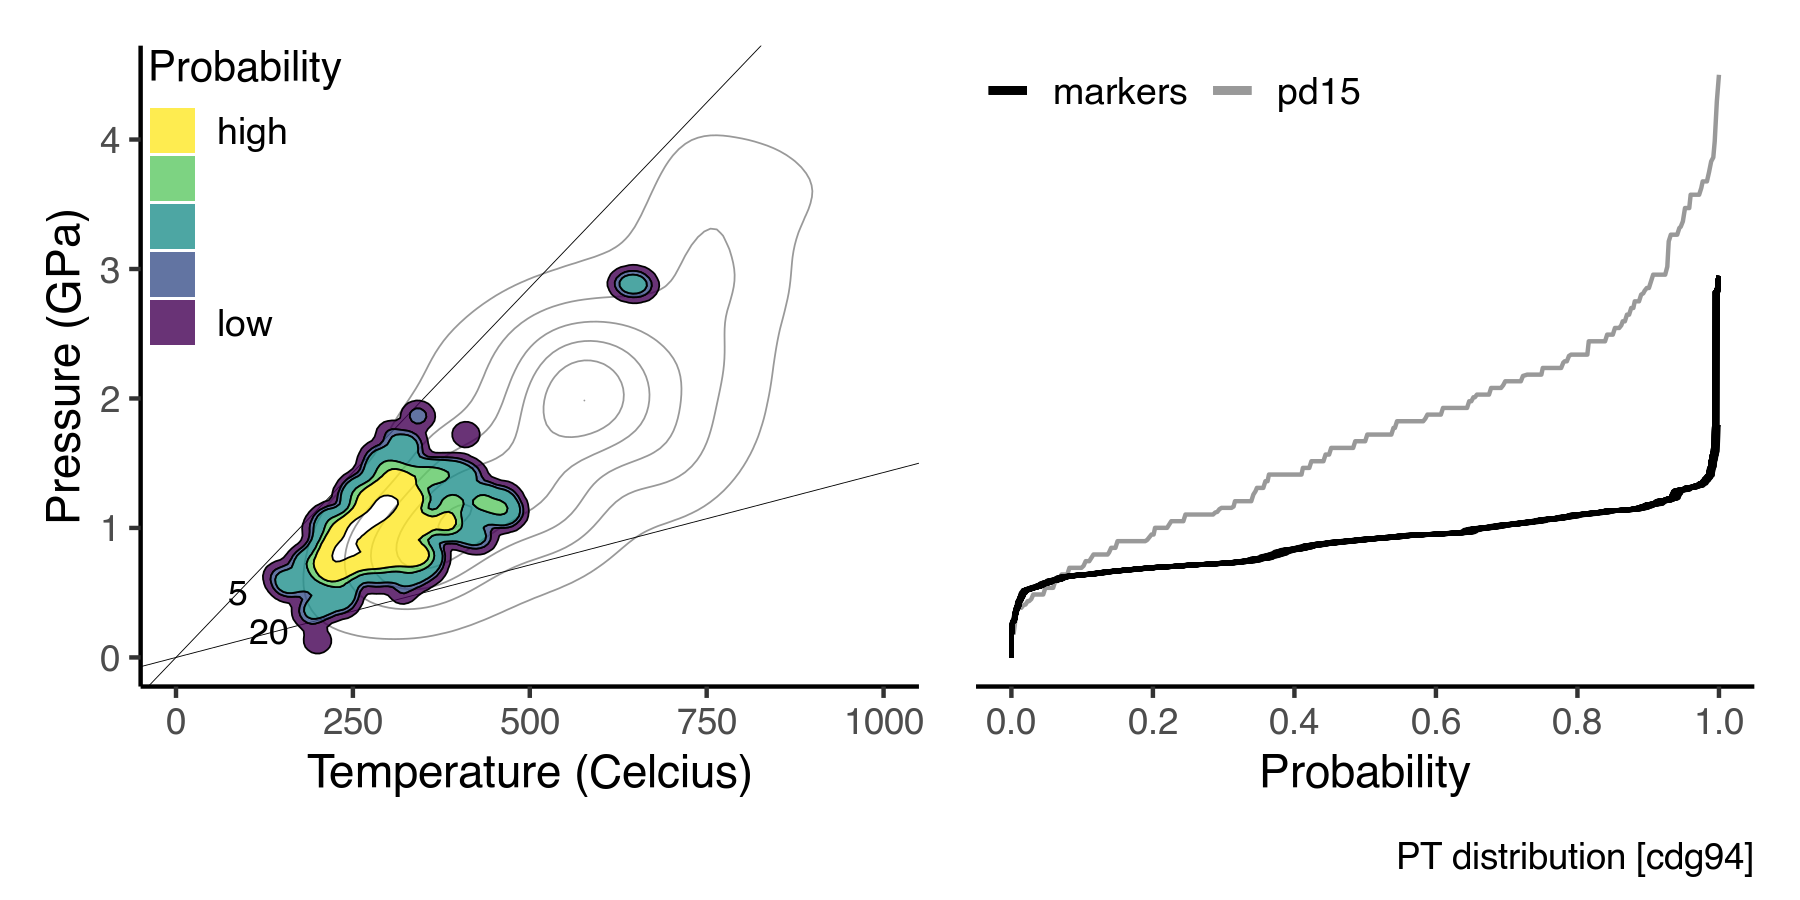 Probability
high
low
4
3
2
1
0
Pressure (GPa)
5
20
0 250 500 750 1000
Temperature (Celcius)
markers pd15
0.0 0.2 0.4 0.6 0.8 1.0
Probability
PT distribution [cdg94]